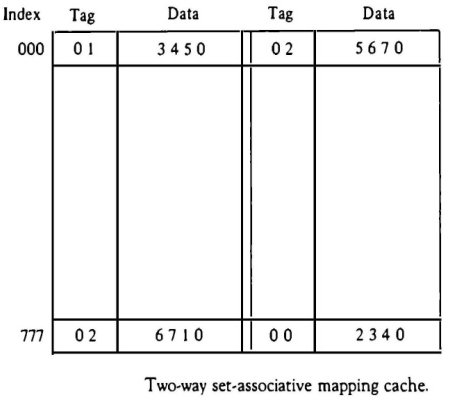 Index Tag Data Tag Data
000 01 3450 02 5670
777 02 6710 00 2340
Two-way set-associative mapping cache.